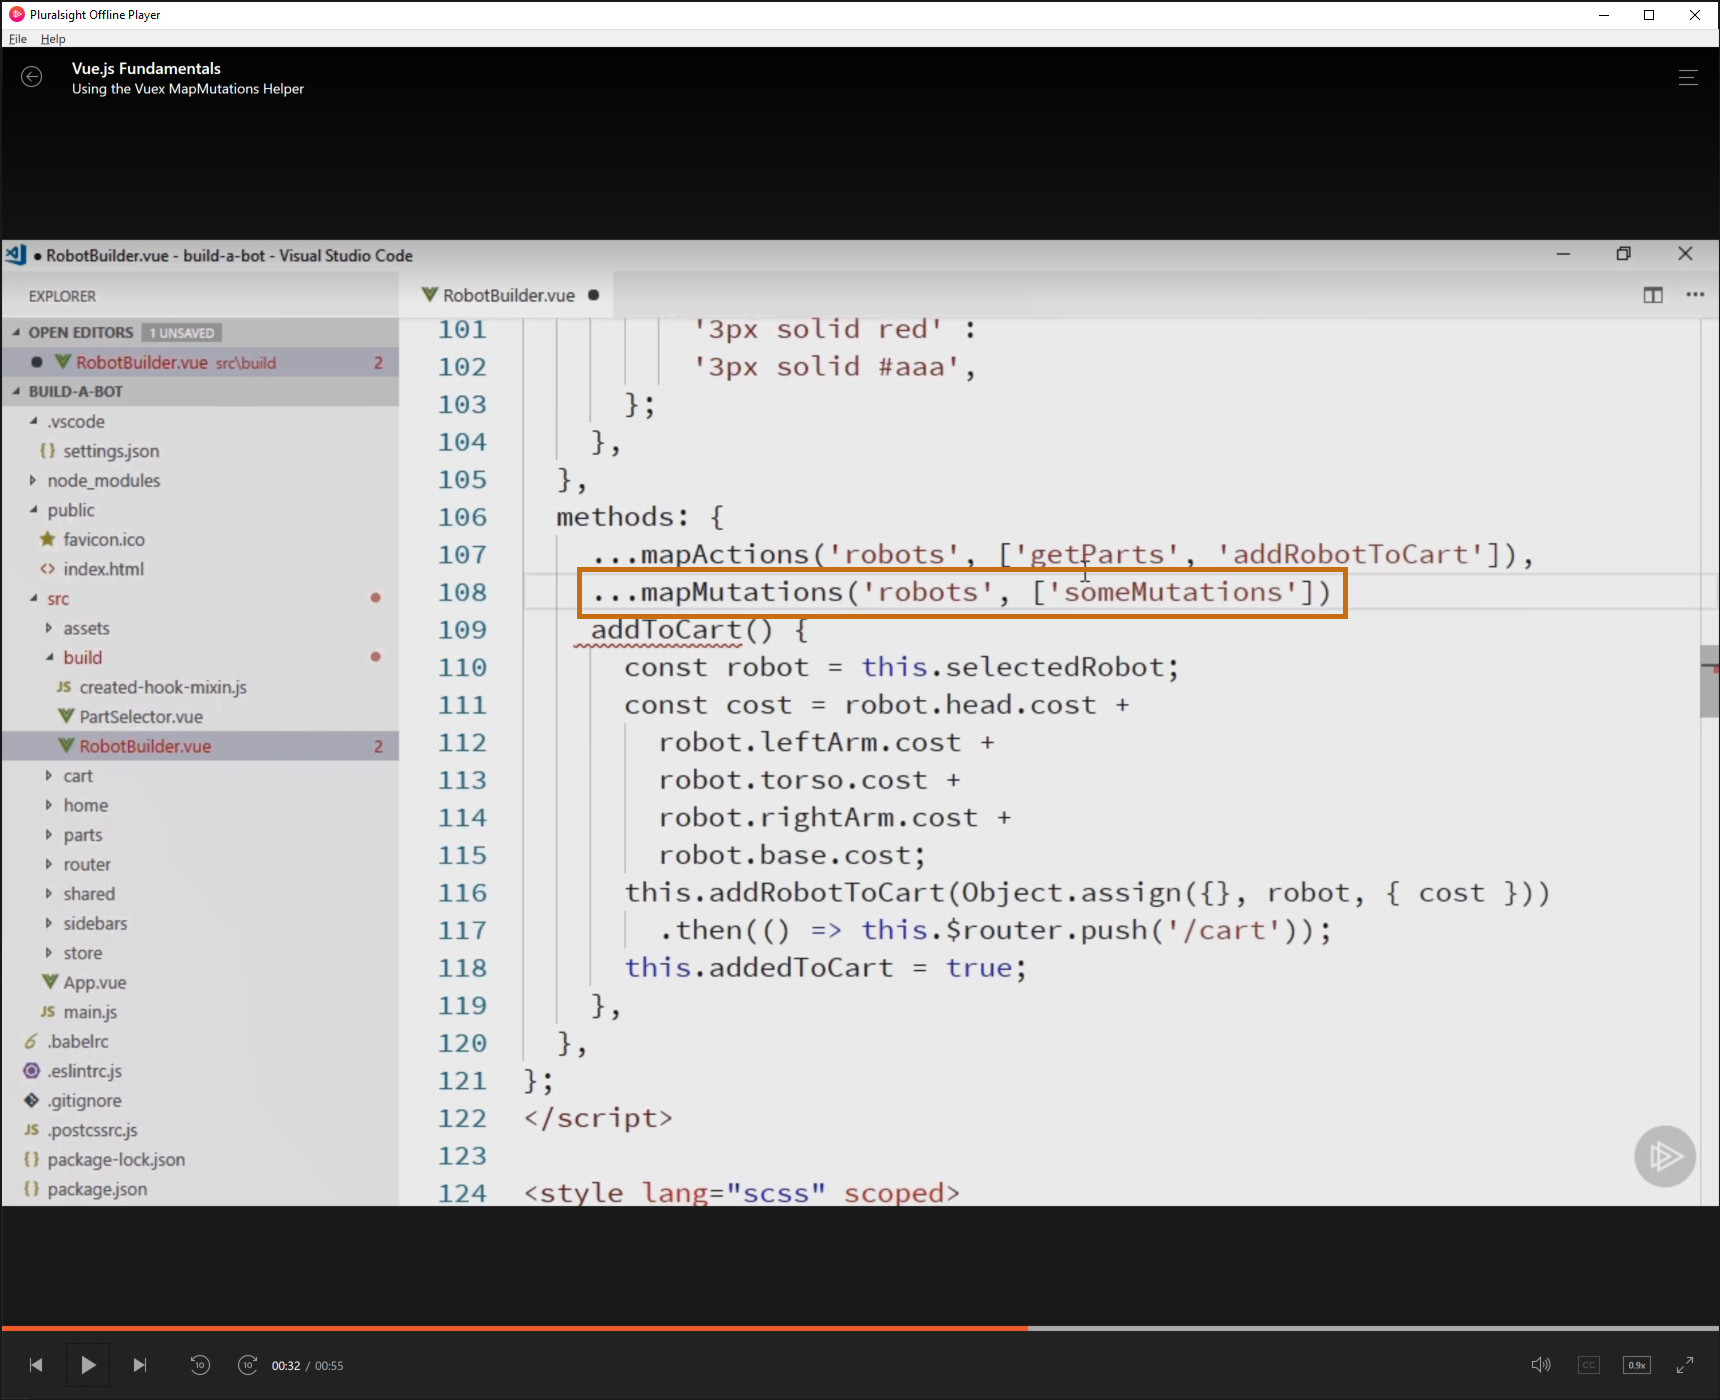 Pluralsight Offline Player
File Help
Vue.js Fundamentals
Using the Vuex MapMutations Helper
● RobotBuilder.vue - build-a-bot - Visual Studio Code
EXPLORER
OPEN EDITORS 1 UNSAVED
RobotBuilder.vue src\build 2
BUILD-A-BOT
.vscode
{} settings.json
node_modules
public
favicon.ico
<> index.html
src
assets
build
JS created-hook-mixin.js
PartSelector.vue
RobotBuilder.vue 2
cart
home
parts
router
shared
sidebars
store
App.vue
JS main.js
.babelrc
.eslintrc.js
.gitignore
JS .postcssrc.js
{} package-lock.json
{} package.json
RobotBuilder.vue ●
101 '3px solid red' :
102 '3px solid #aaa',
103 };
104 },
105 },
106 methods: {
107 ...mapActions('robots', ['getParts', 'addRobotToCart']),
108 ...mapMutations('robots', ['someMutations'])
109 addToCart() {
110 const robot = this.selectedRobot;
111 const cost = robot.head.cost +
112 robot.leftArm.cost +
113 robot.torso.cost +
114 robot.rightArm.cost +
115 robot.base.cost;
116 this.addRobotToCart(Object.assign({}, robot, { cost }))
117 .then(() => this.$router.push('/cart'));
118 this.addedToCart = true;
119 },
120 },
121 };
122 </script>
123
124 <style lang="scss" scoped>
10 10 00:32 / 00:55
CC 0.9x